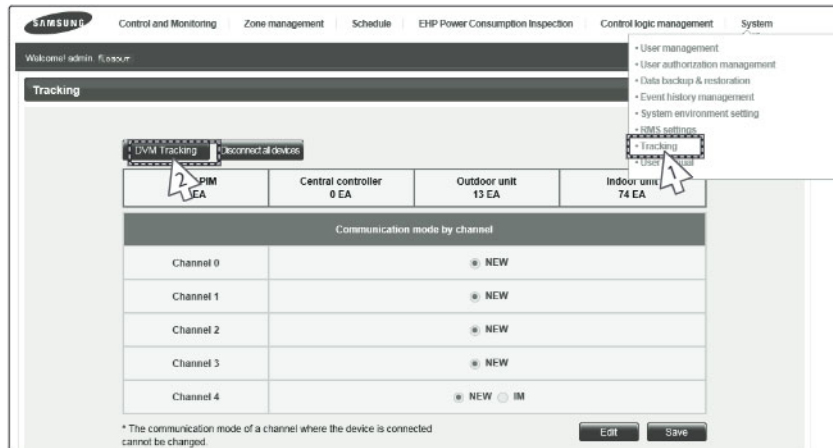 SAMSUNG
Control and Monitoring Zone management Schedule EHP Power Consumption Inspection Control logic management System
Welcome! admin.
• User management
• User authorization management
• Data backup & restoration
• Event history management
• System environment setting
• RMS settings
• Tracking
• User
1
Tracking
DVM Tracking Disconnect all devices
2
PIM
EA
Central controller
0 EA
Outdoor unit
13 EA
Indoor unit
74 EA
Communication mode by channel
Channel 0 NEW
Channel 1 NEW
Channel 2 NEW
Channel 3 NEW
Channel 4 NEW IM
* The communication mode of a channel where the device is connected
cannot be changed.
Edit Save